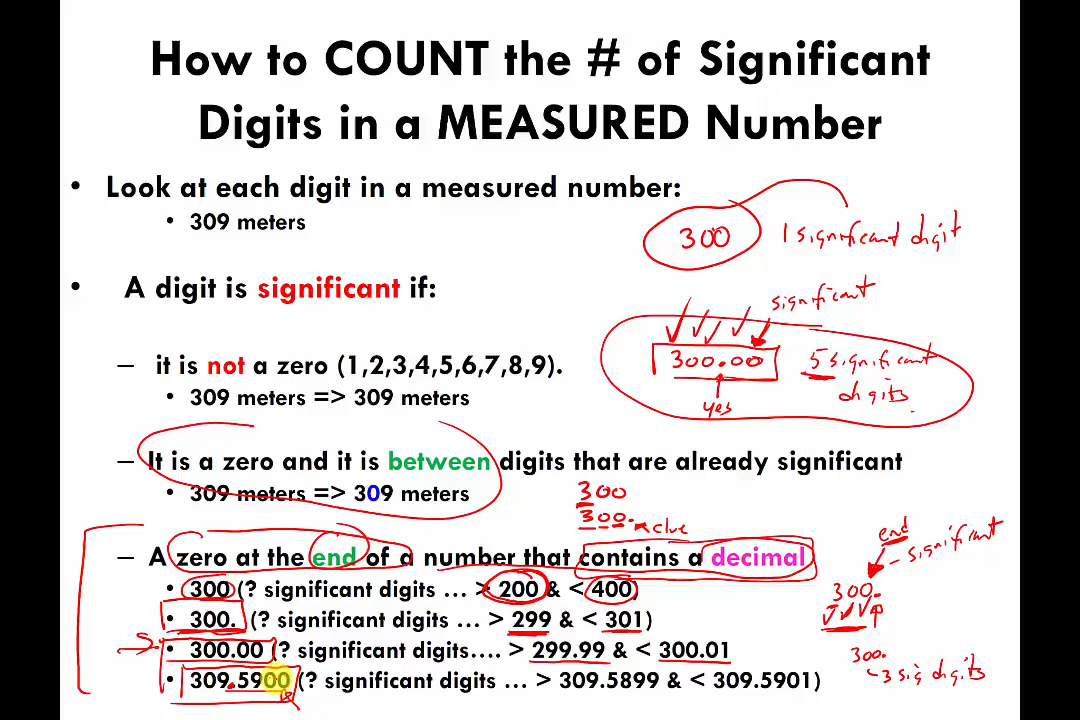 How to COUNT the # of Significant
Digits in a MEASURED Number
• Look at each digit in a measured number:
• 309 meters
300 1 significant digit
• A digit is significant if:
significant
300.00 5 significant
digits
yes
– it is not a zero (1,2,3,4,5,6,7,8,9).
• 309 meters => 309 meters
– It is a zero and it is between digits that are already significant
• 309 meters => 309 meters
300
300. clue
end
– significant
– A zero at the end of a number that contains a decimal
• 300 (? significant digits ... > 200 & < 400)
300.
• 300. (? significant digits ... > 299 & < 301)
5. • 300.00 (? significant digits.... > 299.99 & < 300.01)
300.
3 sig digits
• 309.5900 (? significant digits ... > 309.5899 & < 309.5901)